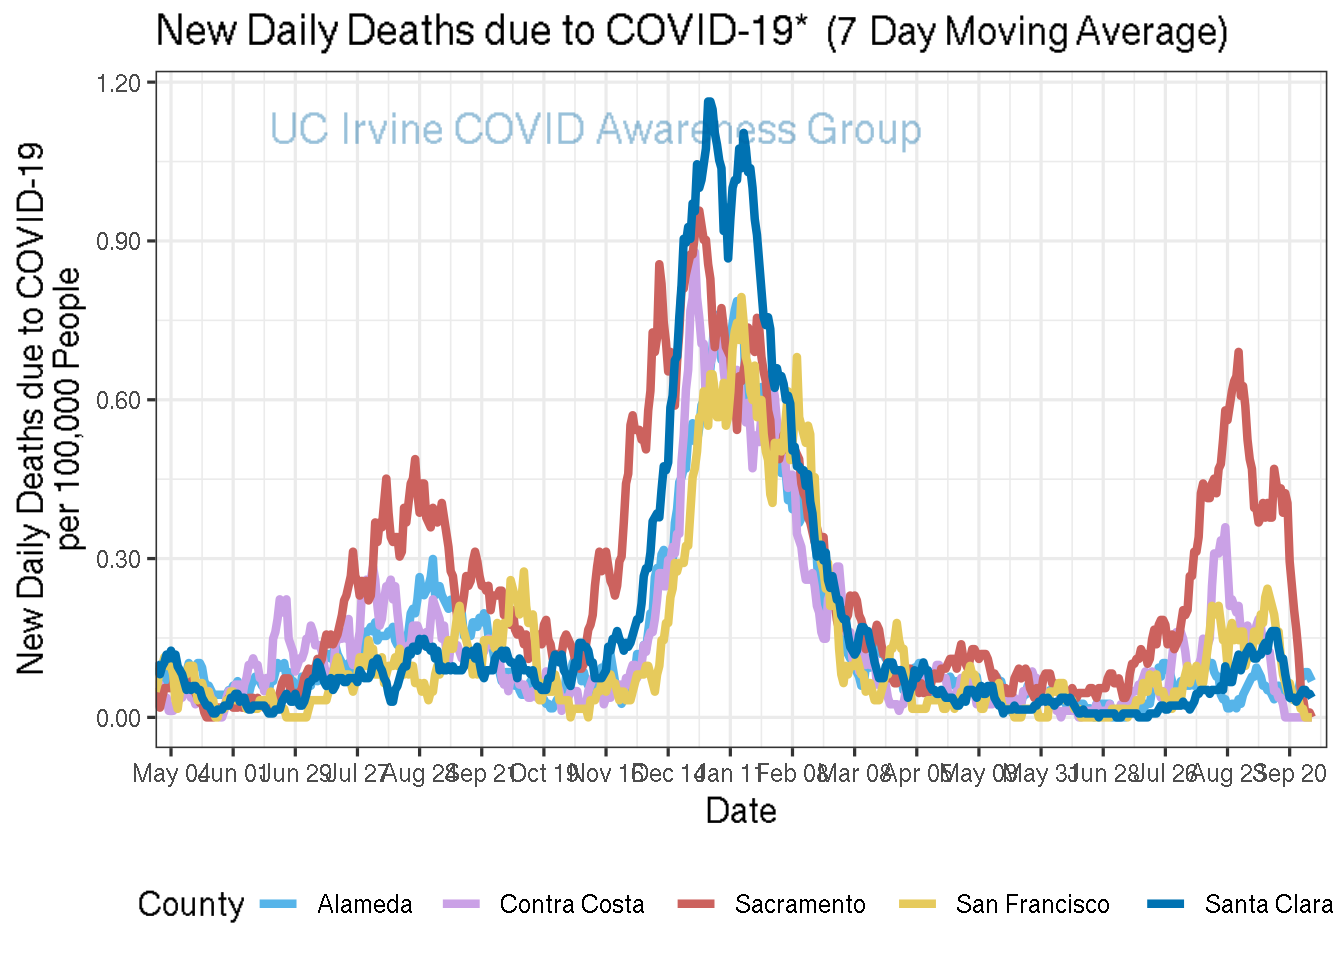 New Daily Deaths due to COVID-19* (7 Day Moving Average)
UC Irvine COVID Awareness Group
New Daily Deaths due to COVID-19
per 100,000 People
1.20
0.90
0.60
0.30
0.00
May 04 Jun 01 Jun 29 Jul 27 Aug 24 Sep 21 Oct 19 Nov 16 Dec 14 Jan 11 Feb 08 Mar 08 Apr 05 May 03 May 31 Jun 28 Jul 26 Aug 23 Sep 20
Date
County Alameda Contra Costa Sacramento San Francisco Santa Clara